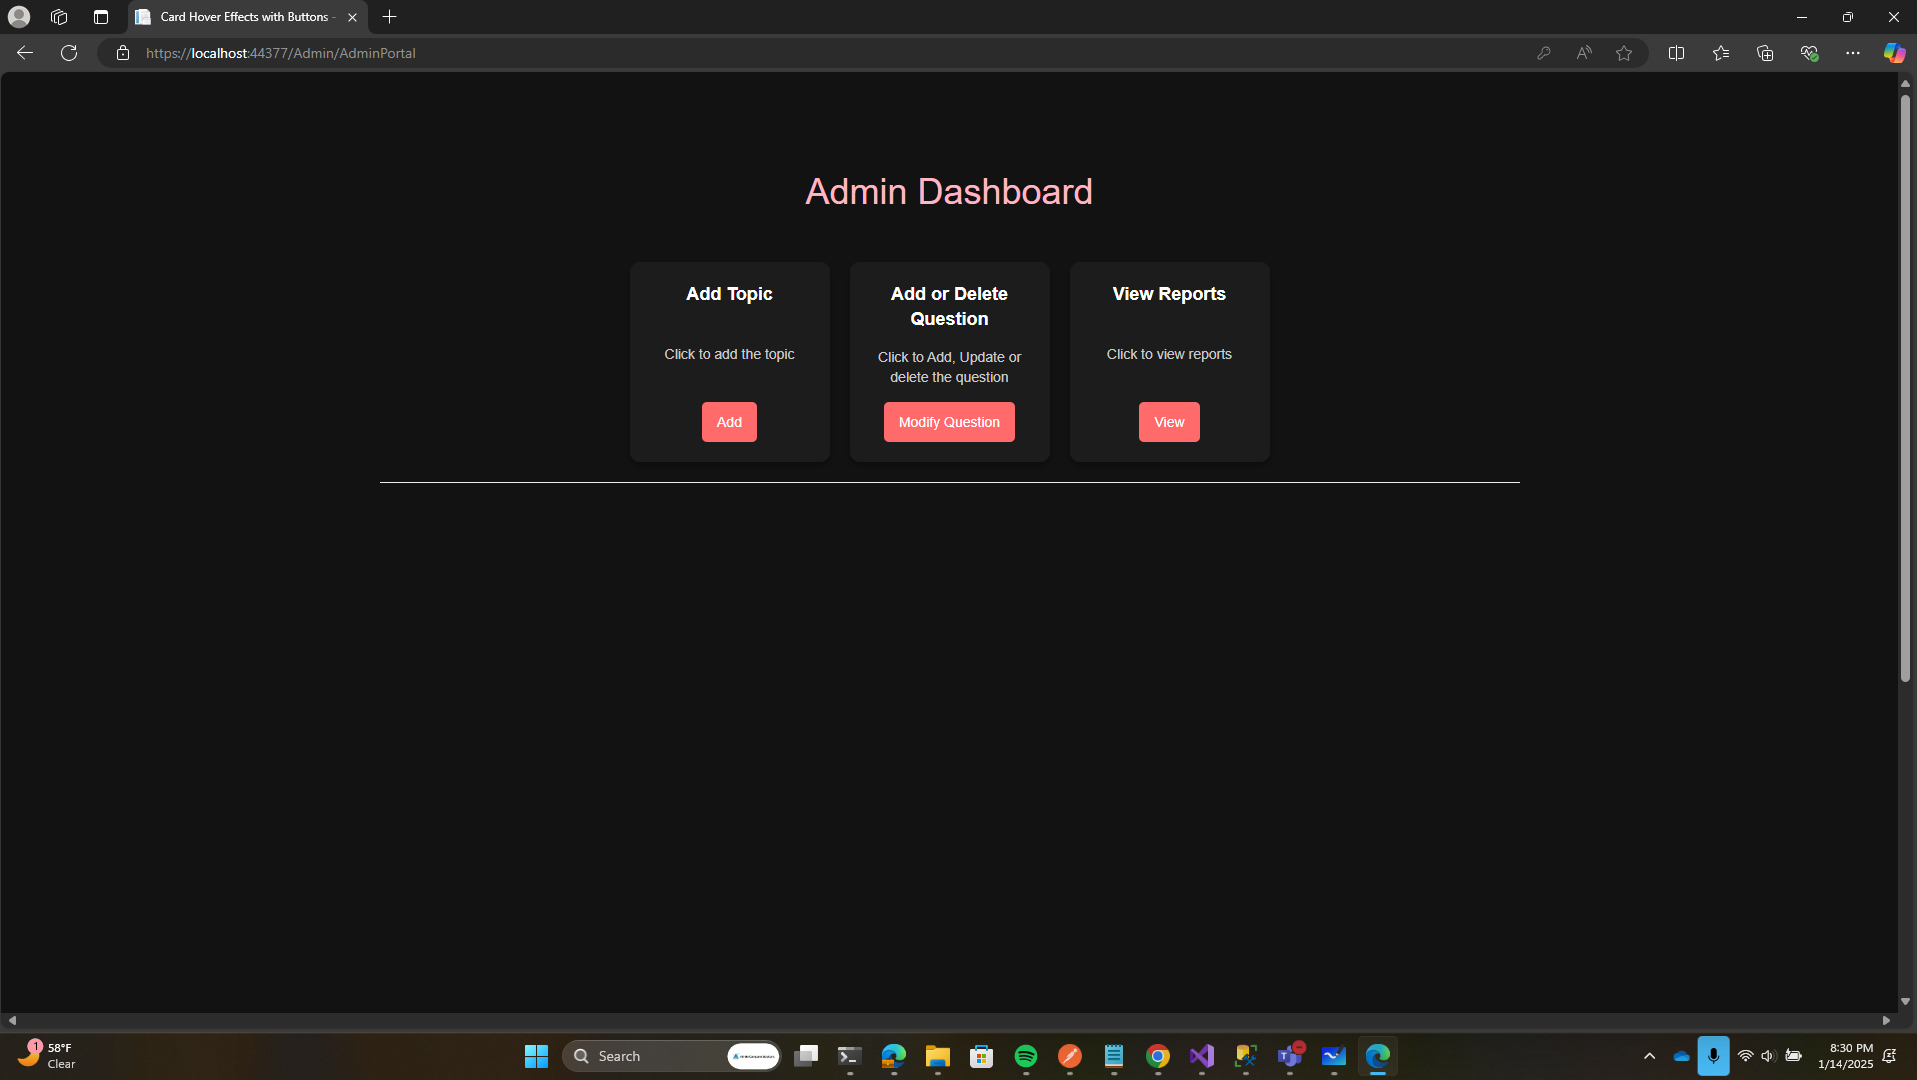 Card Hover Effects with Buttons -
https://localhost:44377/Admin/AdminPortal
Admin Dashboard
Add Topic
Click to add the topic
Add
Add or Delete
Question
Click to Add, Update or
delete the question
Modify Question
View Reports
Click to view reports
View
1
58°F
Clear
Search
8:30 PM
1/14/2025